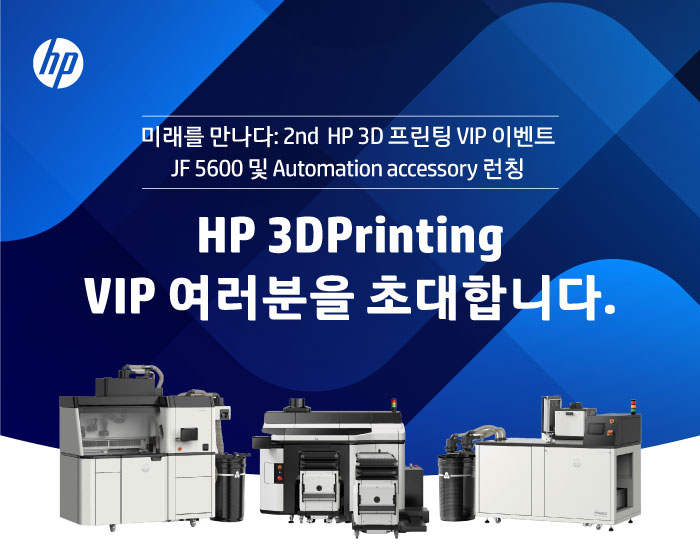 hp
미래를 만나다: 2nd HP 3D 프린팅 VIP 이벤트
JF 5600 및 Automation accessory 런칭
HP 3DPrinting
VIP 여러분을 초대합니다.